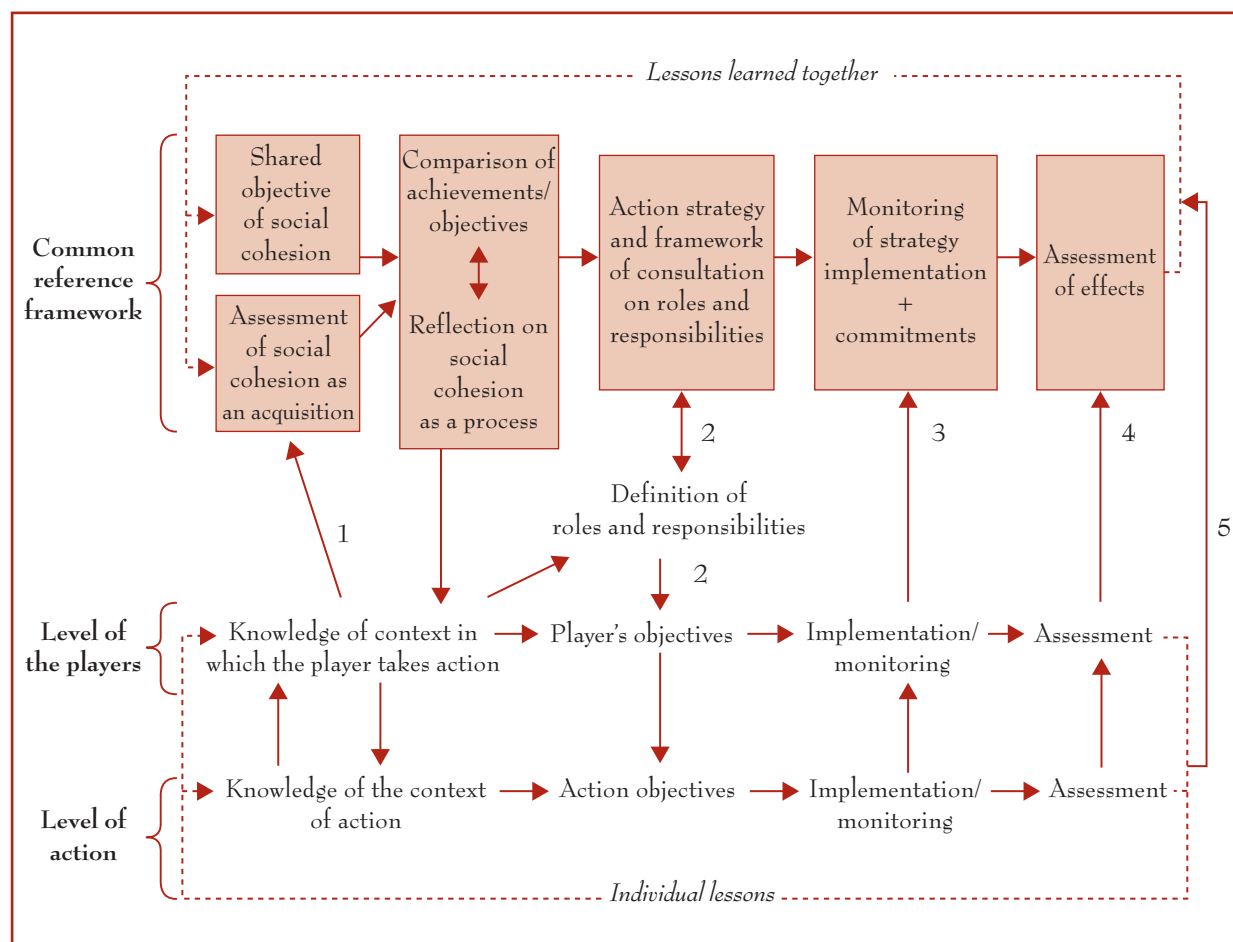 Lessons learned together
Common
reference
framework
Shared
objective
of social
cohesion
Assessment
of social
cohesion as
an acquisition
Comparison of
achievements/
objectives
Reflection on
social
cohesion
as a process
Action strategy
and framework
of consultation
on roles and
responsibilities
Monitoring
of strategy
implementation
+
commitments
Assessment
of effects
1
2
3
4
5
Definition of
roles and responsibilities
2
Level of
the players
Knowledge of context in
which the player takes action
Player’s objectives
Implementation/
monitoring
Assessment
Level of
action
Knowledge of the context
of action
Action objectives
Implementation/
monitoring
Assessment
Individual lessons